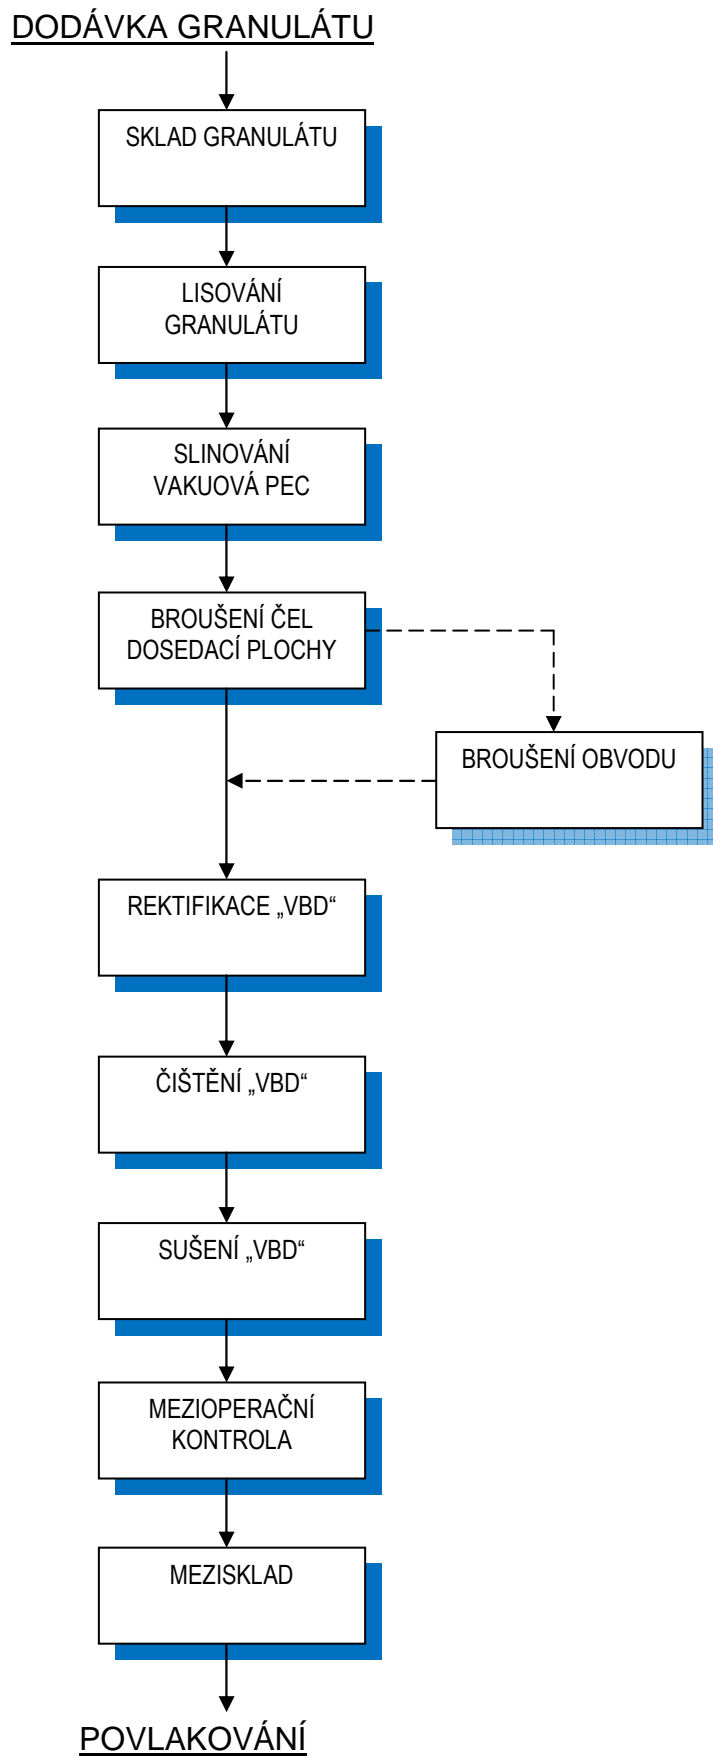 DODÁVKA GRANULÁTU
SKLAD GRANULÁTU
LISOVÁNÍ
GRANULÁTU
SLINOVÁNÍ
VAKUOVÁ PEC
BROUŠENÍ ČEL
DOSEDACÍ PLOCHY
BROUŠENÍ OBVODU
REKTIFIKACE „VBD“
ČIŠTĚNÍ „VBD“
SUŠENÍ „VBD“
MEZIOPERAČNÍ
KONTROLA
MEZISKLAD
POVLAKOVÁNÍ